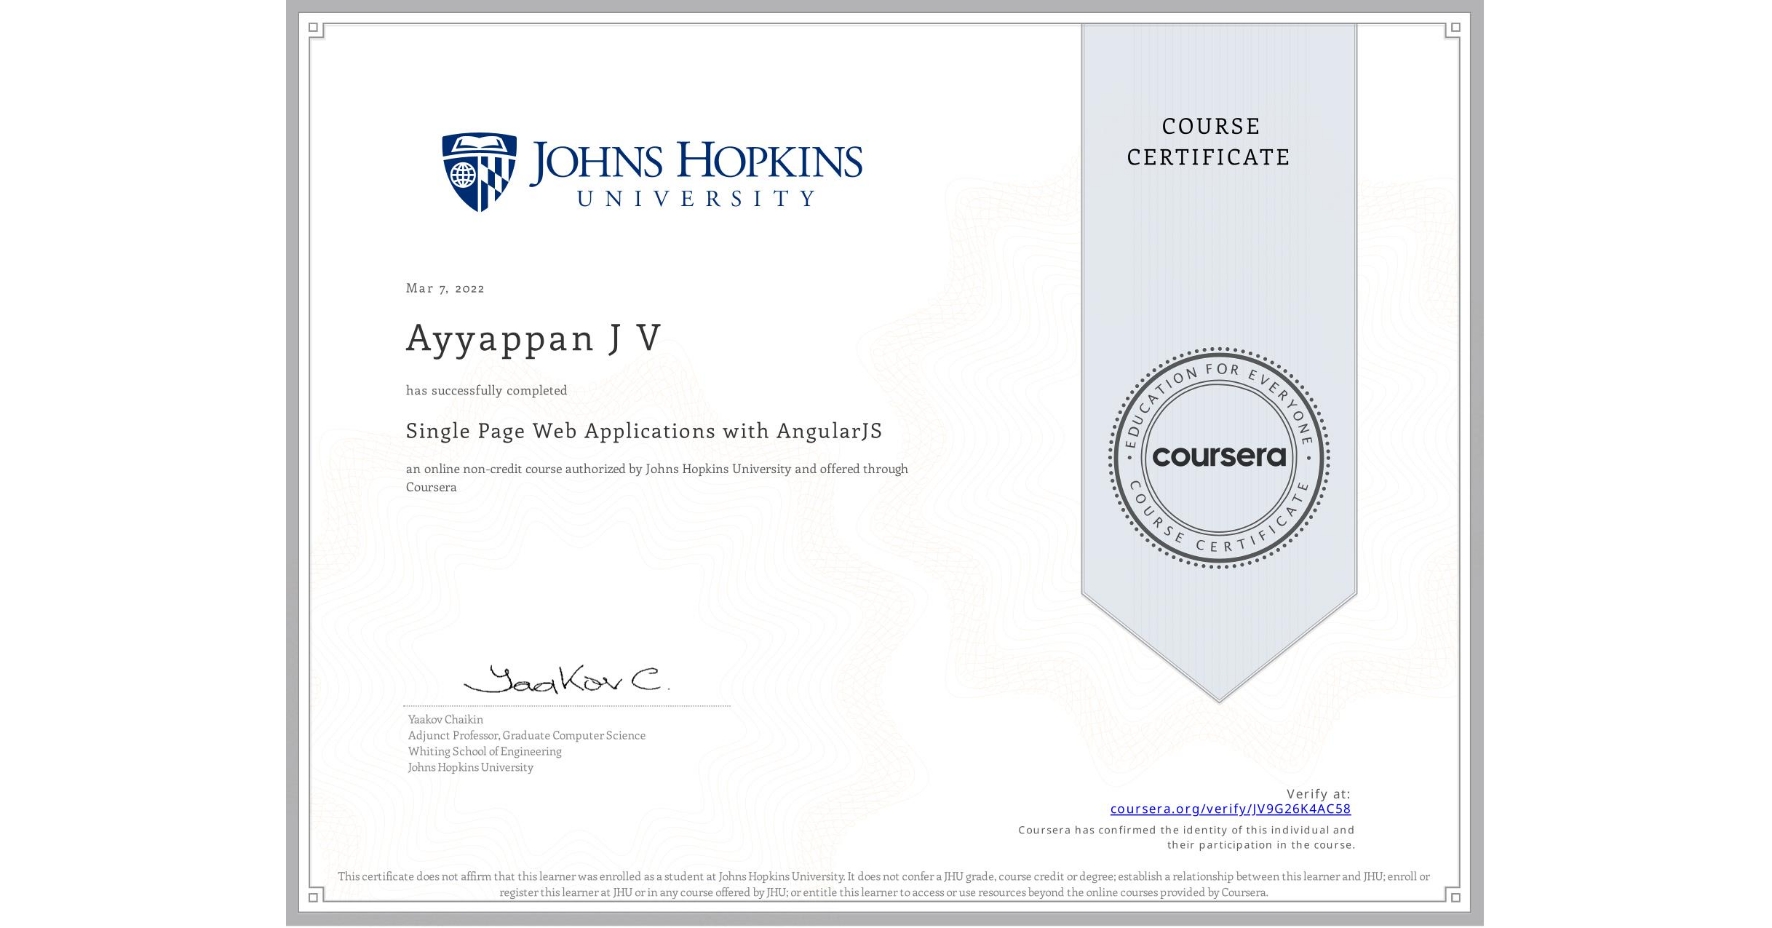 JOHNS HOPKINS
UNIVERSITY
COURSE
CERTIFICATE
Mar 7, 2022
Ayyappan J V
has successfully completed
Single Page Web Applications with AngularJS
an online non-credit course authorized by Johns Hopkins University and offered through
Coursera
EDUCATION FOR EVERYONE
coursera
COURSE CERTIFICATE
Yaakov C.
Yaakov Chaikin
Adjunct Professor, Graduate Computer Science
Whiting School of Engineering
Johns Hopkins University
Verify at:
coursera.org/verify/JV9G26K4AC58
Coursera has confirmed the identity of this individual and
their participation in the course.
This certificate does not affirm that this learner was enrolled as a student at Johns Hopkins University. It does not confer a JHU grade, course credit or degree; establish a relationship between this learner and JHU; enroll or
register this learner at JHU or in any course offered by JHU; or entitle this learner to access or use resources beyond the online courses provided by Coursera.